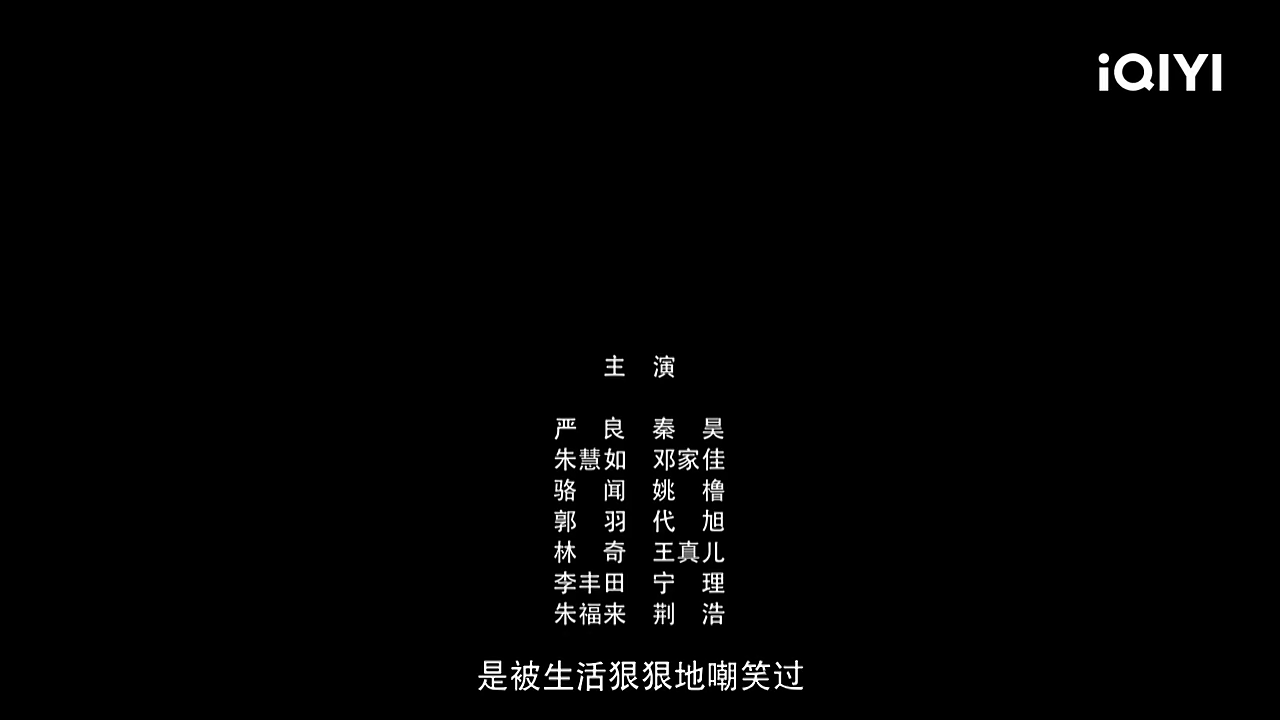 iQIYI
主 演
严 良 秦 昊
朱慧如 邓家佳
骆 闻 姚 橹
郭 羽 代 旭
林 奇 王真儿
李丰田 宁 理
朱福来 荆 浩
是被生活狠狠地嘲笑过